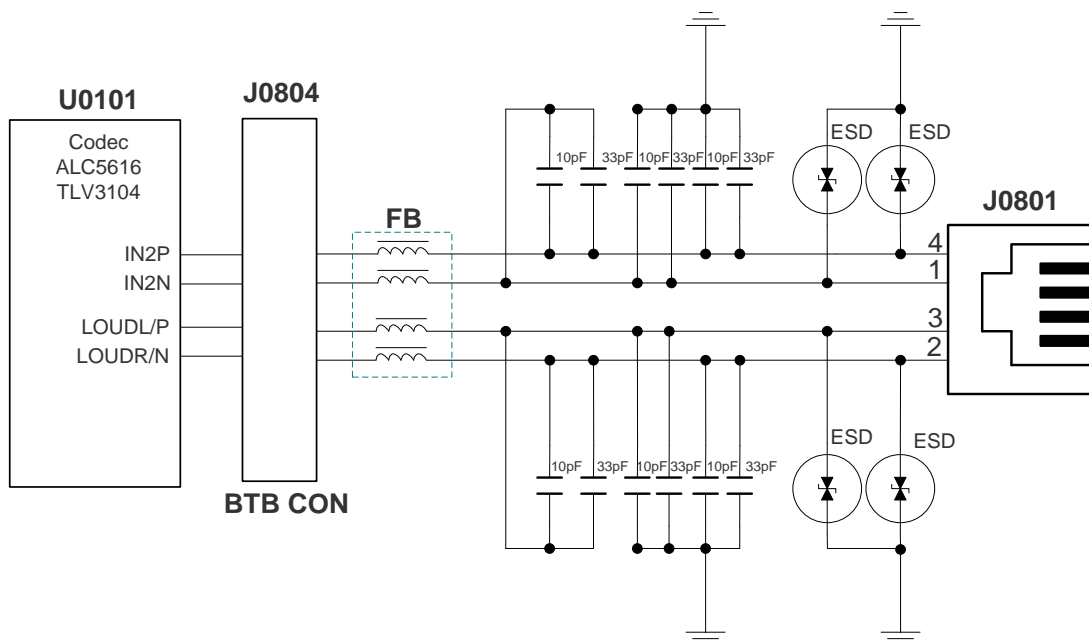 U0101
J0804
Codec
ALC5616
TLV3104
IN2P
IN2N
LOUDL/P
LOUDR/N
BTB CON
FB
10pF 33pF 10pF 33pF 10pF 33pF
ESD ESD
J0801
4
1
3
2
10pF 33pF 10pF 33pF 10pF 33pF
ESD ESD